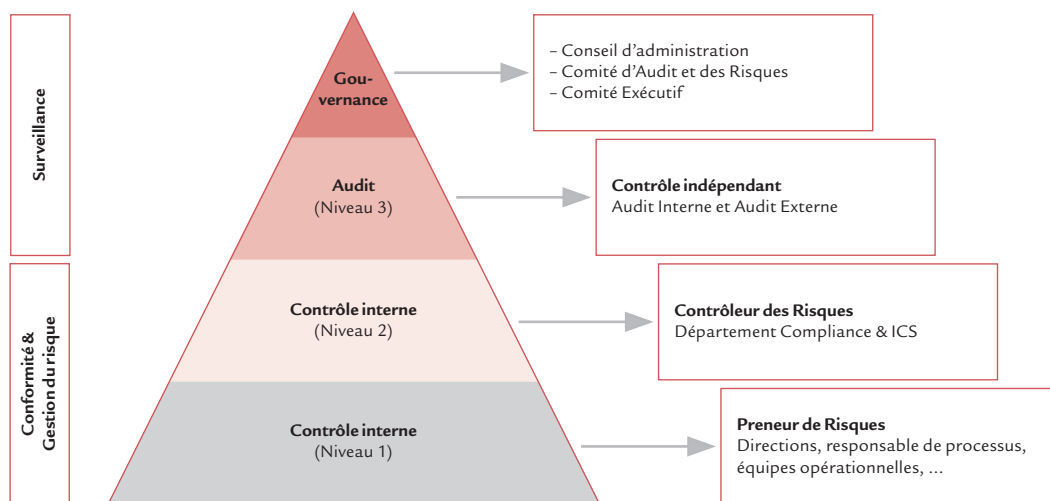 Surveillance
Gou-
vernance
– Conseil d'administration
– Comité d'Audit et des Risques
– Comité Exécutif
Audit
(Niveau 3)
Contrôle indépendant
Audit Interne et Audit Externe
Conformité &
Gestion du risque
Contrôle interne
(Niveau 2)
Contrôleur des Risques
Département Compliance & ICS
Contrôle interne
(Niveau 1)
Preneur de Risques
Directions, responsable de processus,
équipes opérationnelles, ...